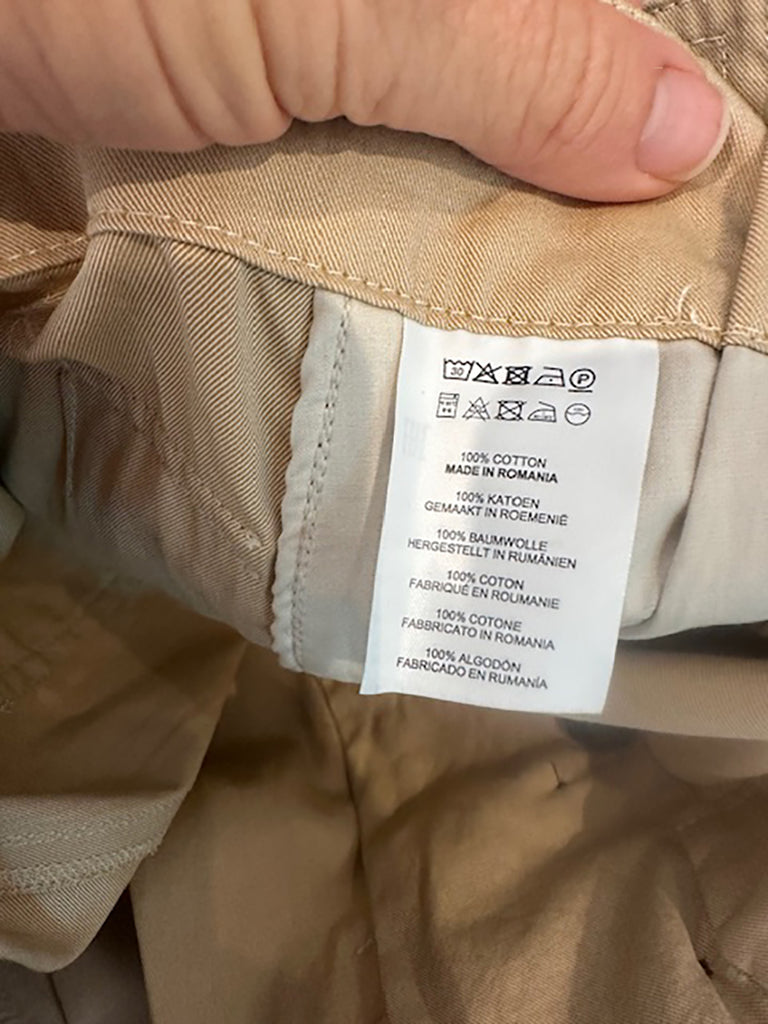 30 P
100% COTTON
MADE IN ROMANIA
100% KATOEN
GEMAAKT IN ROEMENIË
100% BAUMWOLLE
HERGESTELLT IN RUMÄNIEN
100% COTON
FABRIQUÉ EN ROUMANIE
100% COTONE
FABBRICATO IN ROMANIA
100% ALGODÓN
FABRICADO EN RUMANÍA